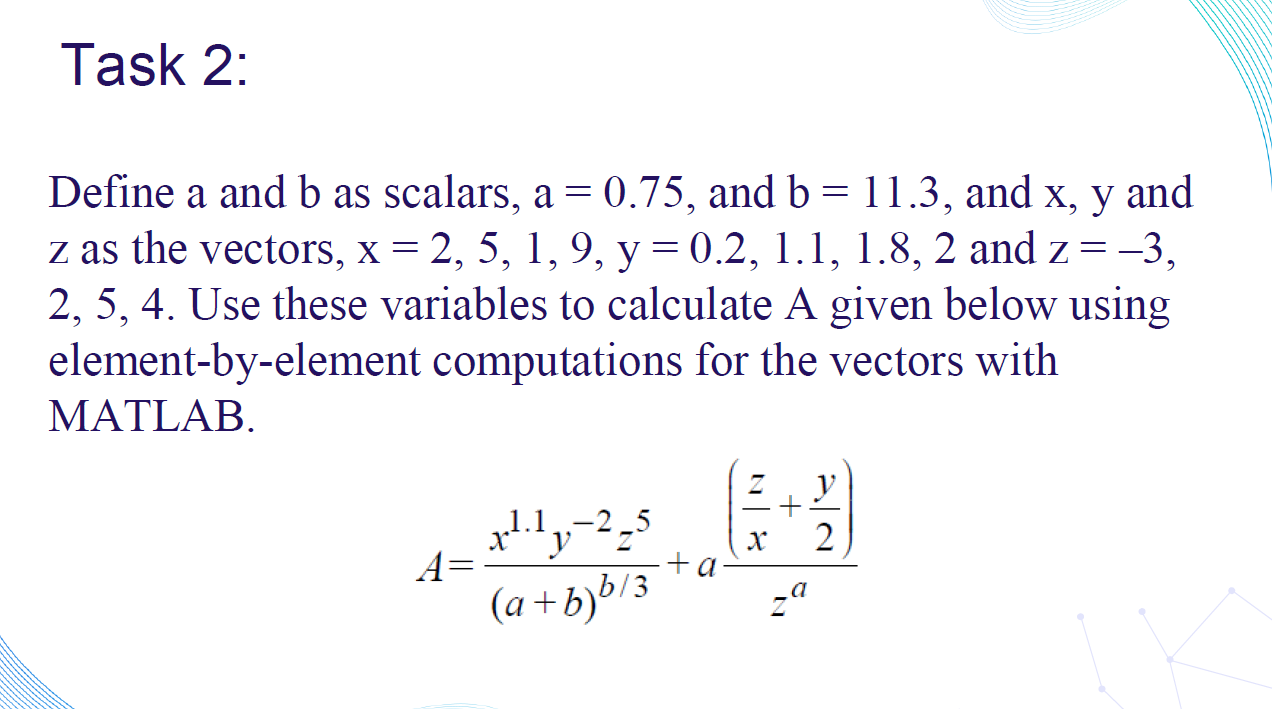 Task 2:
Define a and b as scalars, a = 0.75, and b = 11.3, and x, y and
z as the vectors, x = 2, 5, 1, 9, y = 0.2, 1.1, 1.8, 2 and z = –3,
2, 5, 4. Use these variables to calculate A given below using
element-by-element computations for the vectors with
MATLAB.
A = \frac{x^{1.1} y^{-2} z^{5}}{(a+b)^{b/3}} + a \frac{\left(\frac{z}{x} + \frac{y}{2}\right)}{z^{a}}